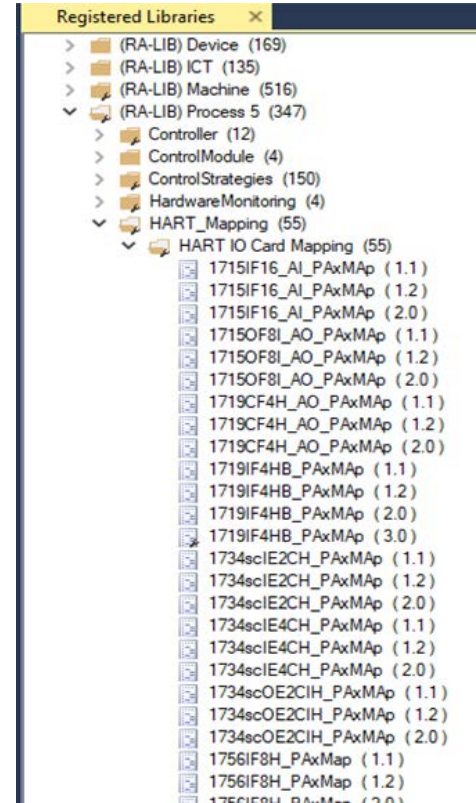 Registered Libraries
(RA-LIB) Device (169)
(RA-LIB) ICT (135)
(RA-LIB) Machine (516)
(RA-LIB) Process 5 (347)
Controller (12)
ControlModule (4)
ControlStrategies (150)
HardwareMonitoring (4)
HART_Mapping (55)
HART IO Card Mapping (55)
1715IF16_AI_PAxMAp (1.1)
1715IF16_AI_PAxMAp (1.2)
1715IF16_AI_PAxMAp (2.0)
1715OF8I_AO_PAxMAp (1.1)
1715OF8I_AO_PAxMAp (1.2)
1715OF8I_AO_PAxMAp (2.0)
1719CF4H_AO_PAxMAp (1.1)
1719CF4H_AO_PAxMAp (1.2)
1719CF4H_AO_PAxMAp (2.0)
1719IF4HB_PAxMAp (1.1)
1719IF4HB_PAxMAp (1.2)
1719IF4HB_PAxMAp (2.0)
1719IF4HB_PAxMAp (3.0)
1734scIE2CH_PAxMAp (1.1)
1734scIE2CH_PAxMAp (1.2)
1734scIE2CH_PAxMAp (2.0)
1734scIE4CH_PAxMAp (1.1)
1734scIE4CH_PAxMAp (1.2)
1734scIE4CH_PAxMAp (2.0)
1734scOE2CIH_PAxMAp (1.1)
1734scOE2CIH_PAxMAp (1.2)
1734scOE2CIH_PAxMAp (2.0)
1756IF8H_PAxMap (1.1)
1756IF8H_PAxMap (1.2)
1756IF8H_PAxMap (2.0)